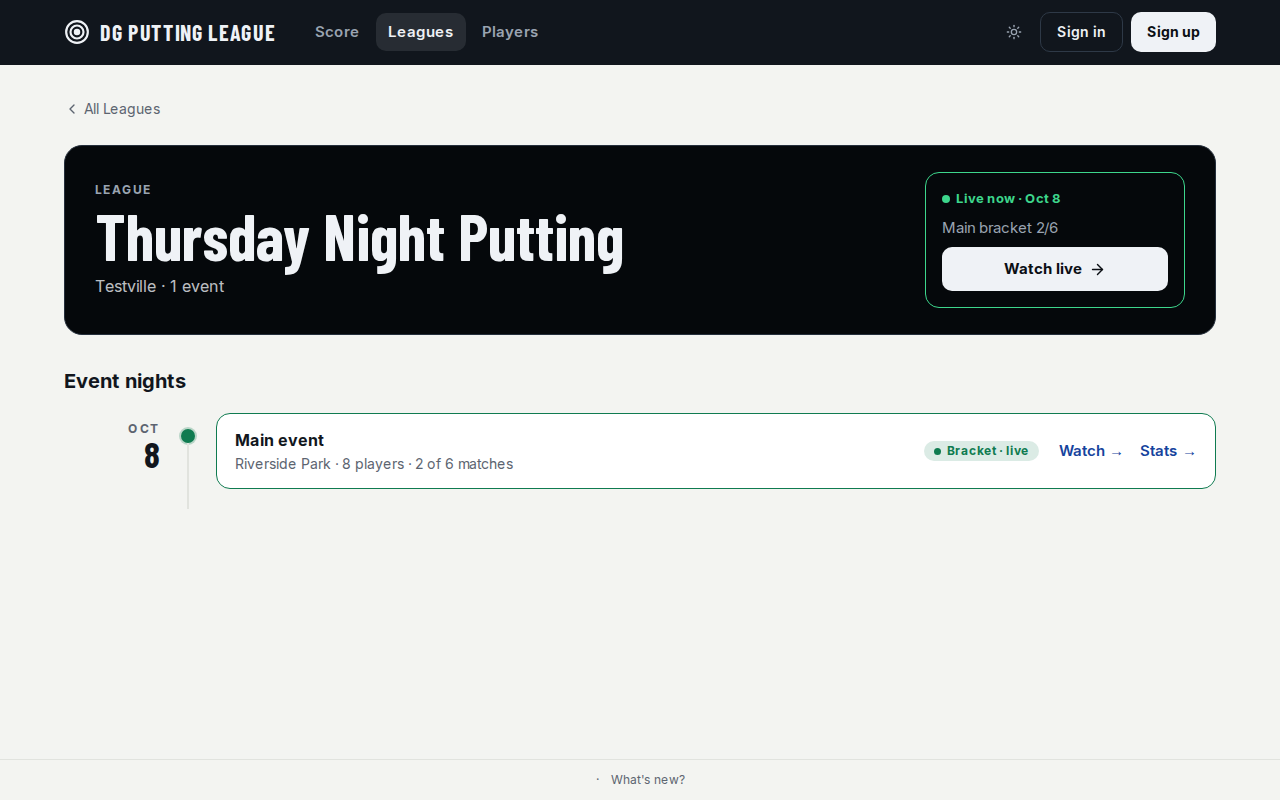 DG PUTTING LEAGUE Score Leagues Players Sign in Sign up
All Leagues
LEAGUE
Thursday Night Putting
Testville · 1 event
Live now · Oct 8
Main bracket 2/6
Watch live →
Event nights
OCT
8
Main event
Riverside Park · 8 players · 2 of 6 matches
Bracket · live Watch → Stats →
· What's new?